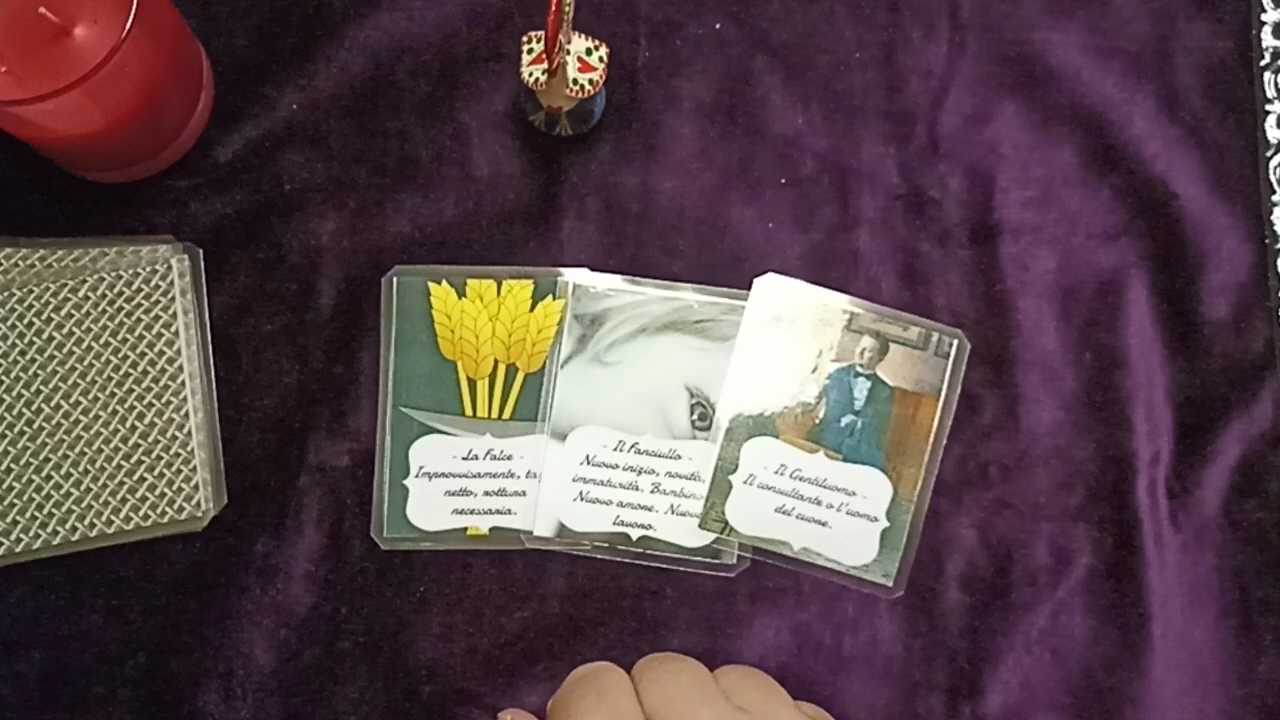 - La Falce -
Improvvisamente, ta
netto, rottura
necessaria.
- Il Fanciullo -
Nuovo inizio, novità,
immaturità. Bambino
Nuovo amore. Nuovo
lavoro.
- Il Gentiluomo -
Il consultante o l'uomo
del cuore.